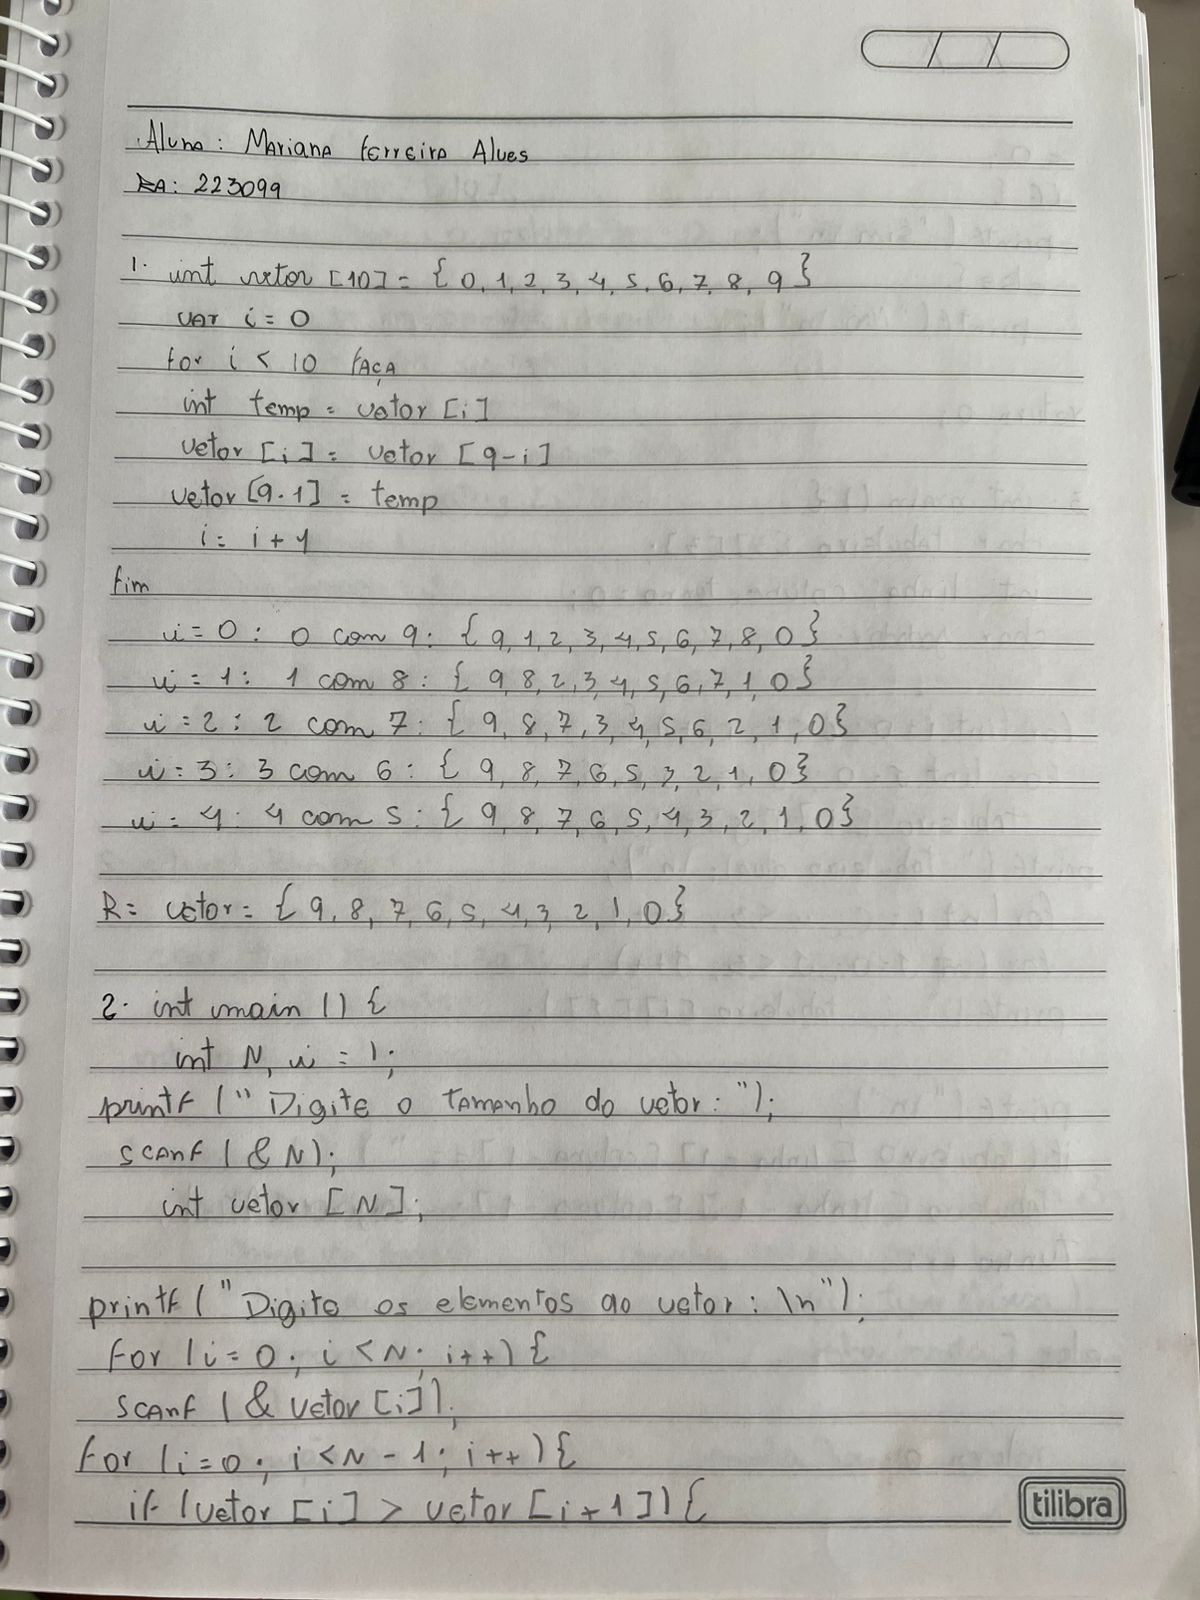 Aluna: Mariana Ferreira Alves
RA: 223099
1. int vetor [10] = { 0, 1, 2, 3, 4, 5, 6, 7, 8, 9 }
var i = 0
for i < 10 faça
int temp = vetor [i]
vetor [i] = vetor [9-i]
vetor [9-1] = temp
i = i + 1
fim
i = 0 : 0 com 9 : { 9, 1, 2, 3, 4, 5, 6, 7, 8, 0 }
i = 1 : 1 com 8 : { 9, 8, 2, 3, 4, 5, 6, 7, 1, 0 }
i = 2 : 2 com 7 : { 9, 8, 7, 3, 4, 5, 6, 2, 1, 0 }
i = 3 : 3 com 6 : { 9, 8, 7, 6, 5, 3, 2, 1, 0 }
i = 4 : 4 com 5 : { 9, 8, 7, 6, 5, 4, 3, 2, 1, 0 }
R = vetor = { 9, 8, 7, 6, 5, 4, 3, 2, 1, 0 }
2. int main () {
int N, i = 1;
printf (" Digite o tamanho do vetor: ");
scanf ( & N);
int vetor [N];
printf ("Digito os elementos ao vetor: \n");
for (i = 0; i < N; i++) {
scanf ( & vetor [i]);
for (i = 0; i < N - 1; i++) {
if (vetor [i] > vetor [i+1]) {
tilibra